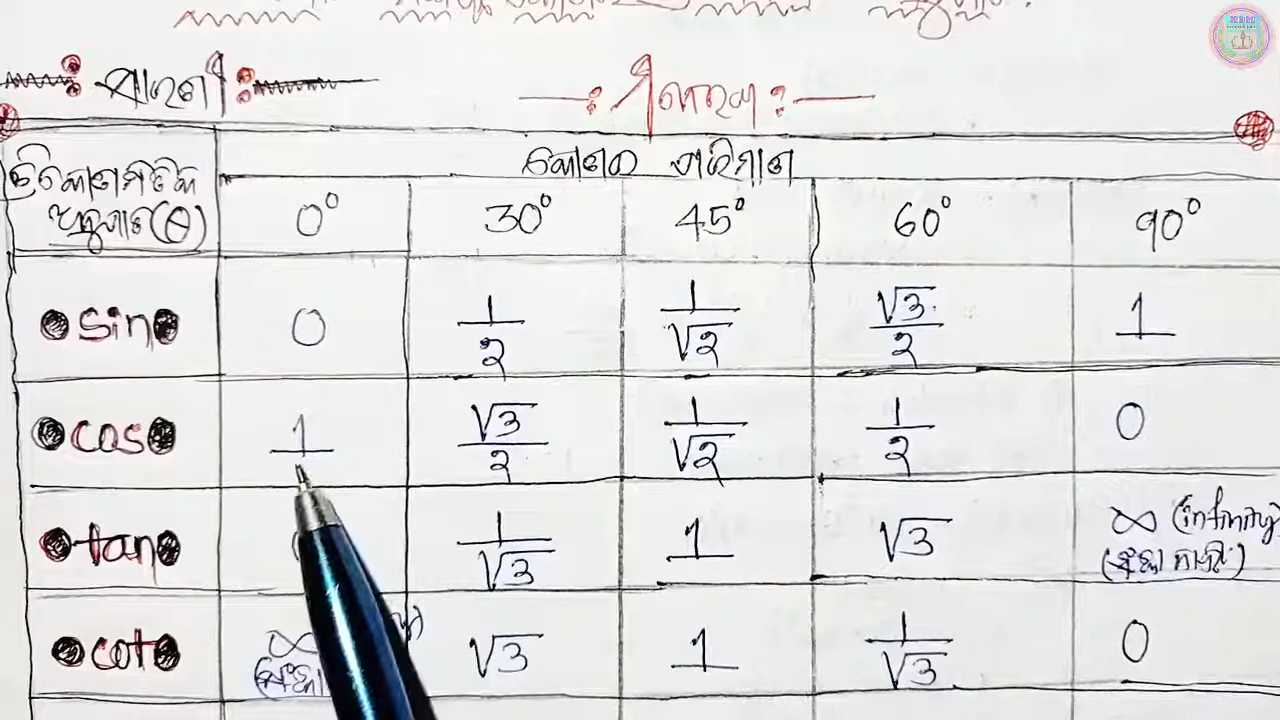 ସାରଣୀ
କୋଣର ପରିମାଣ
ତ୍ରିକୋଣମିତିକ
ଅନୁପାତ(θ) 0° 30° 45° 60° 90°
sin 0 1/2 1/√2 √3/2 1
cos 1 √3/2 1/√2 1/2 0
tan 1/√3 1 √3 ∞ (infinity)
cot ∞ √3 1 1/√3 0